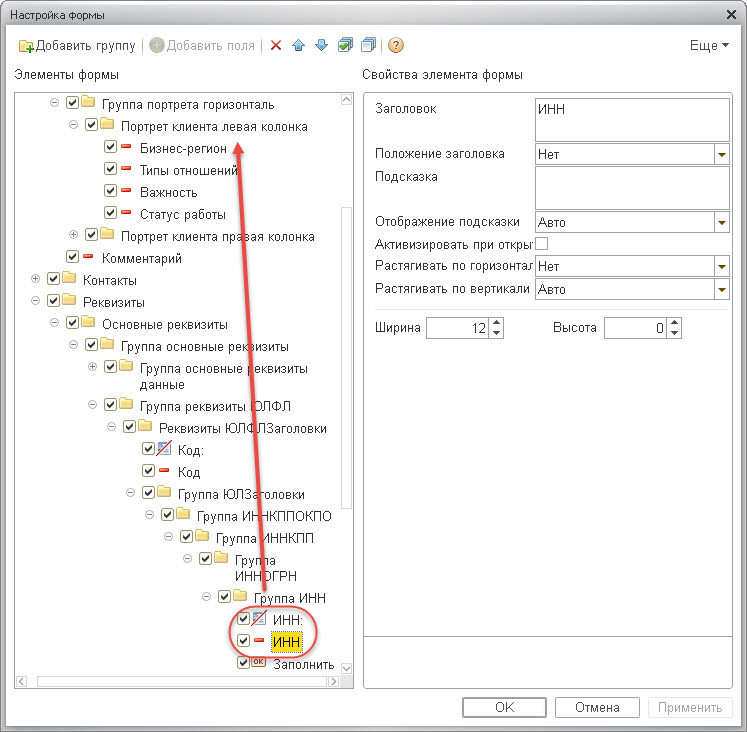 Настройка формы
Добавить группу
Добавить поля
Еще
Элементы формы
Свойства элемента формы
Группа портрета горизонталь
Портрет клиента левая колонка
Бизнес-регион
Типы отношений
Важность
Статус работы
Портрет клиента правая колонка
Комментарий
Контакты
Реквизиты
Основные реквизиты
Группа основные реквизиты
Группа основные реквизиты
данные
Группа реквизиты ЮЛФЛ
Реквизиты ЮЛФЛЗаголовки
Код:
Код
Группа ЮЛЗаголовки
Группа ИННКППОКПО
Группа ИННКПП
Группа
ИННОГРН
Группа ИНН
ИНН:
ИНН
OK Заполнить
Заголовок
ИНН
Положение заголовка
Нет
Подсказка
Отображение подсказки
Авто
Активизировать при откры
Растягивать по горизонтал
Нет
Растягивать по вертикали
Авто
Ширина 12 Высота 0
OK
Отмена
Применить